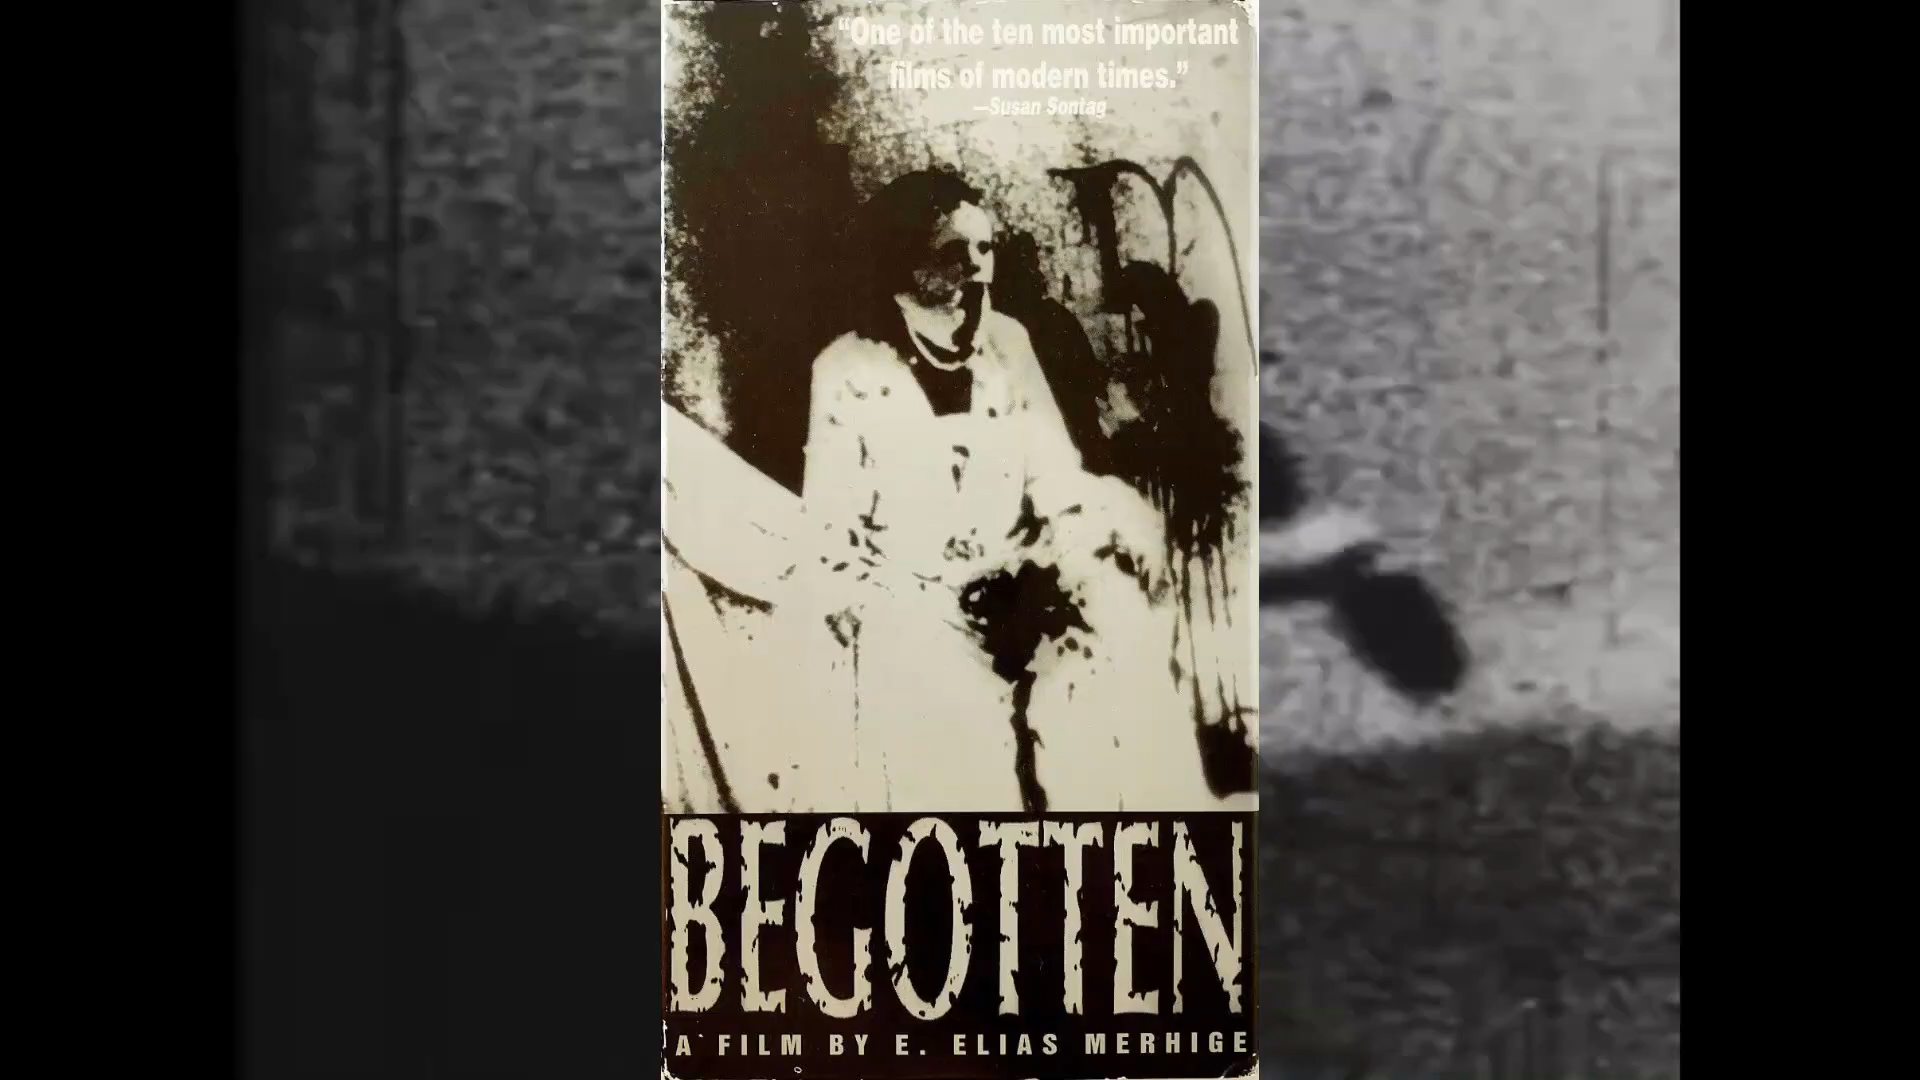 “One of the ten most important
films of modern times.”
—Susan Sontag
BEGOTTEN
A FILM BY E. ELIAS MERHIGE